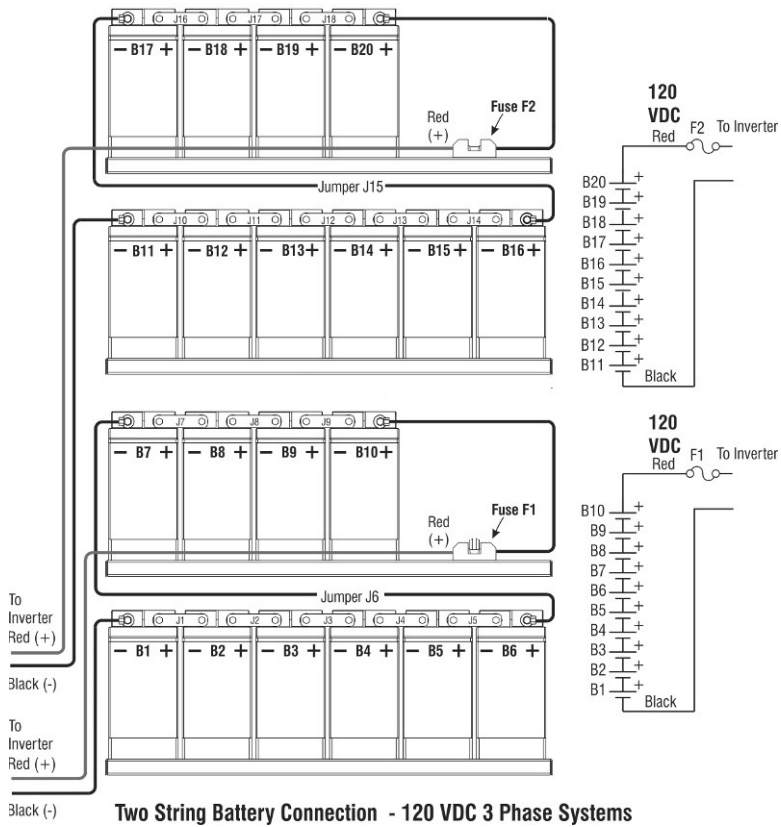 J16 J17 J18
− B17 + − B18 + − B19 + − B20 +
Red
(+)
Fuse F2
Jumper J15
J10 J11 J12 J13 J14
− B11 + − B12 + − B13 + − B14 + − B15 + − B16 +
J7 J8 J9
− B7 + − B8 + − B9 + − B10 +
Red
(+)
Fuse F1
Jumper J6
J1 J2 J3 J4 J5
− B1 + − B2 + − B3 + − B4 + − B5 + − B6 +
To
Inverter
Red (+)
Black (-)
To
Inverter
Red (+)
Black (-)
120
VDC
Red F2 To Inverter
B20 +
B19 +
B18 +
B17 +
B16 +
B15 +
B14 +
B13 +
B12 +
B11 +
Black
120
VDC
Red F1 To Inverter
B10 +
B9 +
B8 +
B7 +
B6 +
B5 +
B4 +
B3 +
B2 +
B1 +
Black
Two String Battery Connection - 120 VDC 3 Phase Systems